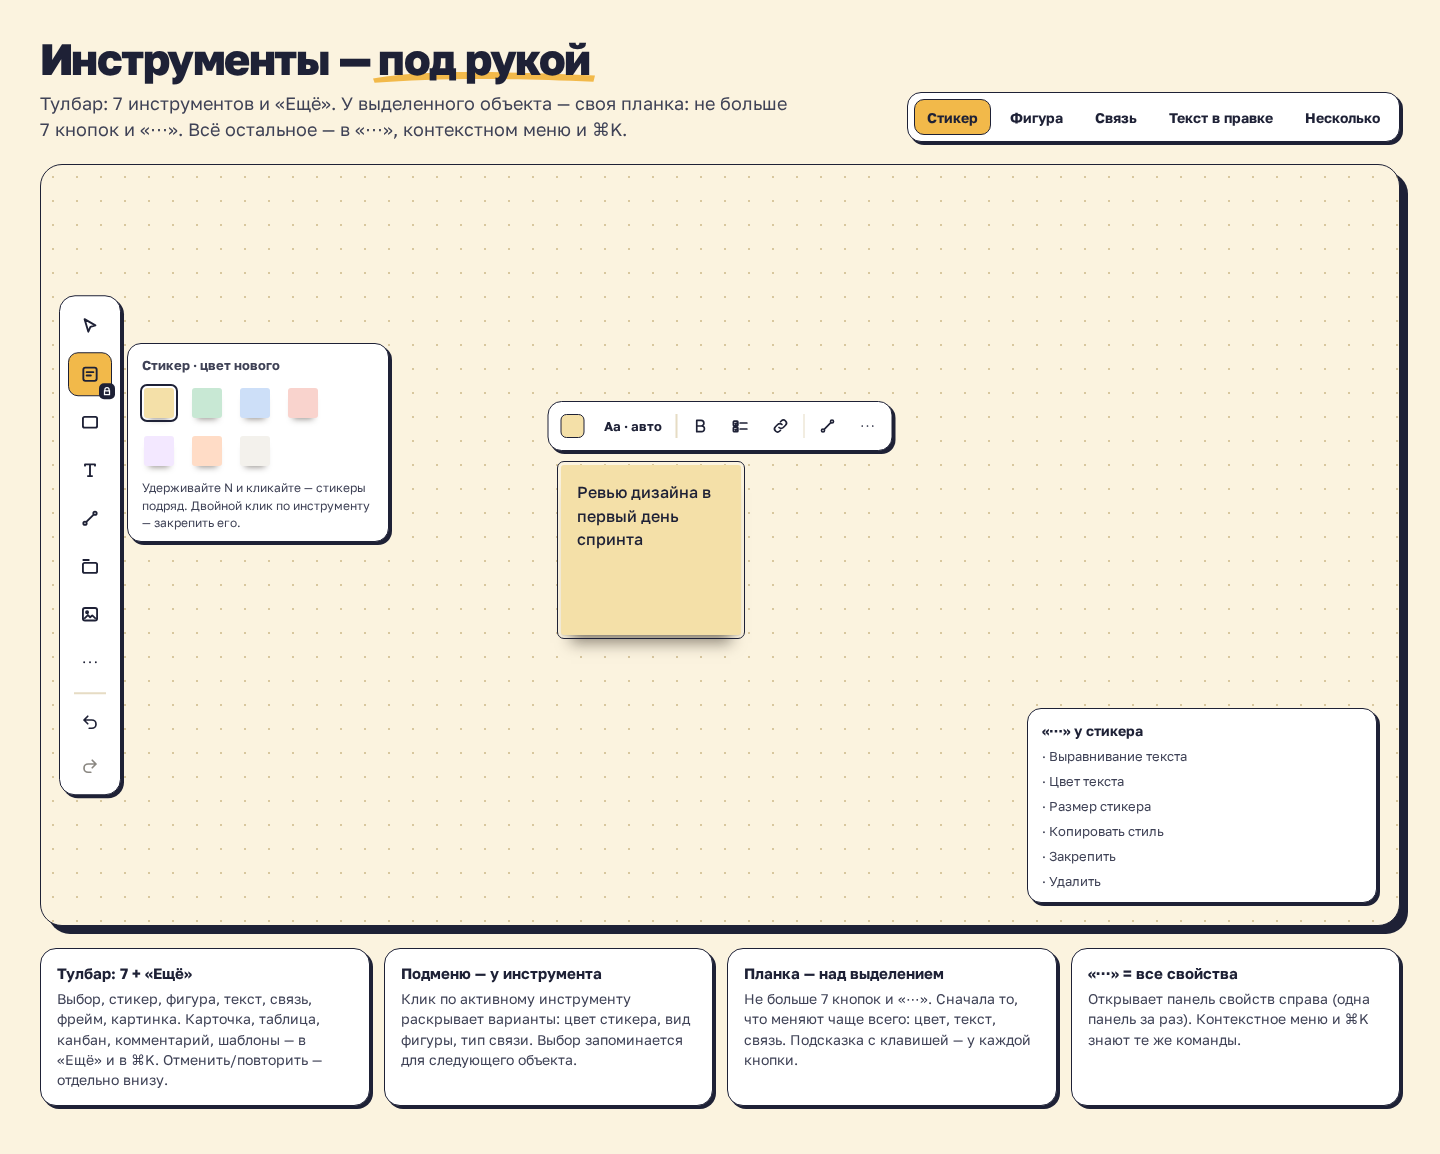 Инструменты — под рукой
Тулбар: 7 инструментов и «Ещё». У выделенного объекта — своя планка: не больше
7 кнопок и «⋯». Всё остальное — в «⋯», контекстном меню и ⌘K.
Стикер
Фигура
Связь
Текст в правке
Несколько
Стикер · цвет нового
Удерживайте N и кликайте — стикеры
подряд. Двойной клик по инструменту
— закрепить его.
Aa · авто
B
⋯
Ревью дизайна в
первый день
спринта
T
⋯
«⋯» у стикера
· Выравнивание текста
· Цвет текста
· Размер стикера
· Копировать стиль
· Закрепить
· Удалить
Тулбар: 7 + «Ещё»
Выбор, стикер, фигура, текст, связь,
фрейм, картинка. Карточка, таблица,
канбан, комментарий, шаблоны — в
«Ещё» и в ⌘K. Отменить/повторить —
отдельно внизу.
Подменю — у инструмента
Клик по активному инструменту
раскрывает варианты: цвет стикера, вид
фигуры, тип связи. Выбор запоминается
для следующего объекта.
Планка — над выделением
Не больше 7 кнопок и «⋯». Сначала то,
что меняют чаще всего: цвет, текст,
связь. Подсказка с клавишей — у каждой
кнопки.
«⋯» = все свойства
Открывает панель свойств справа (одна
панель за раз). Контекстное меню и ⌘K
знают те же команды.